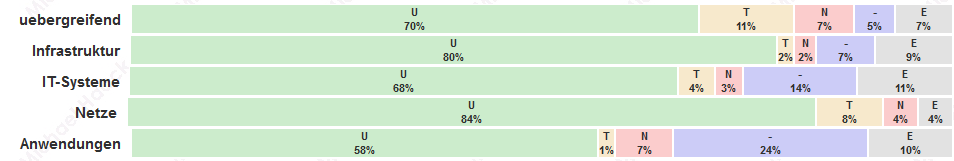 uebergreifend U T N - E
70% 11% 7% 5% 7%
Infrastruktur U T N - E
80% 2% 2% 7% 9%
IT-Systeme U T N - E
68% 4% 3% 14% 11%
Netze U T N E
84% 8% 4% 4%
Anwendungen U T N - E
58% 1% 7% 24% 10%